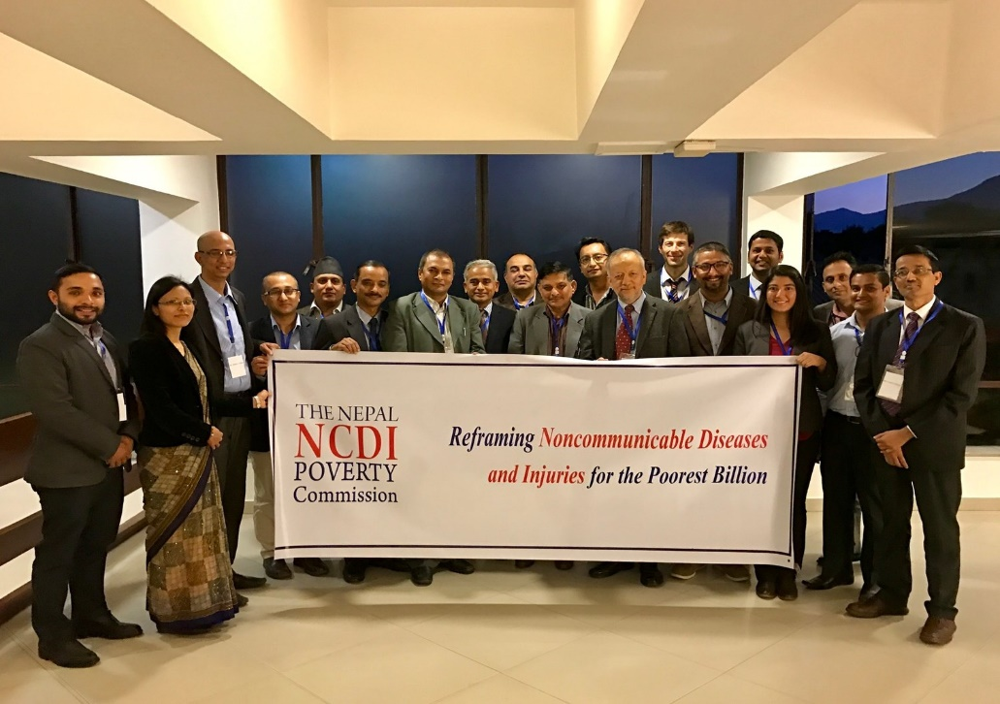 THE NEPAL
NCDI
POVERTY
Commission
Reframing Noncommunicable Diseases
and Injuries for the Poorest Billion